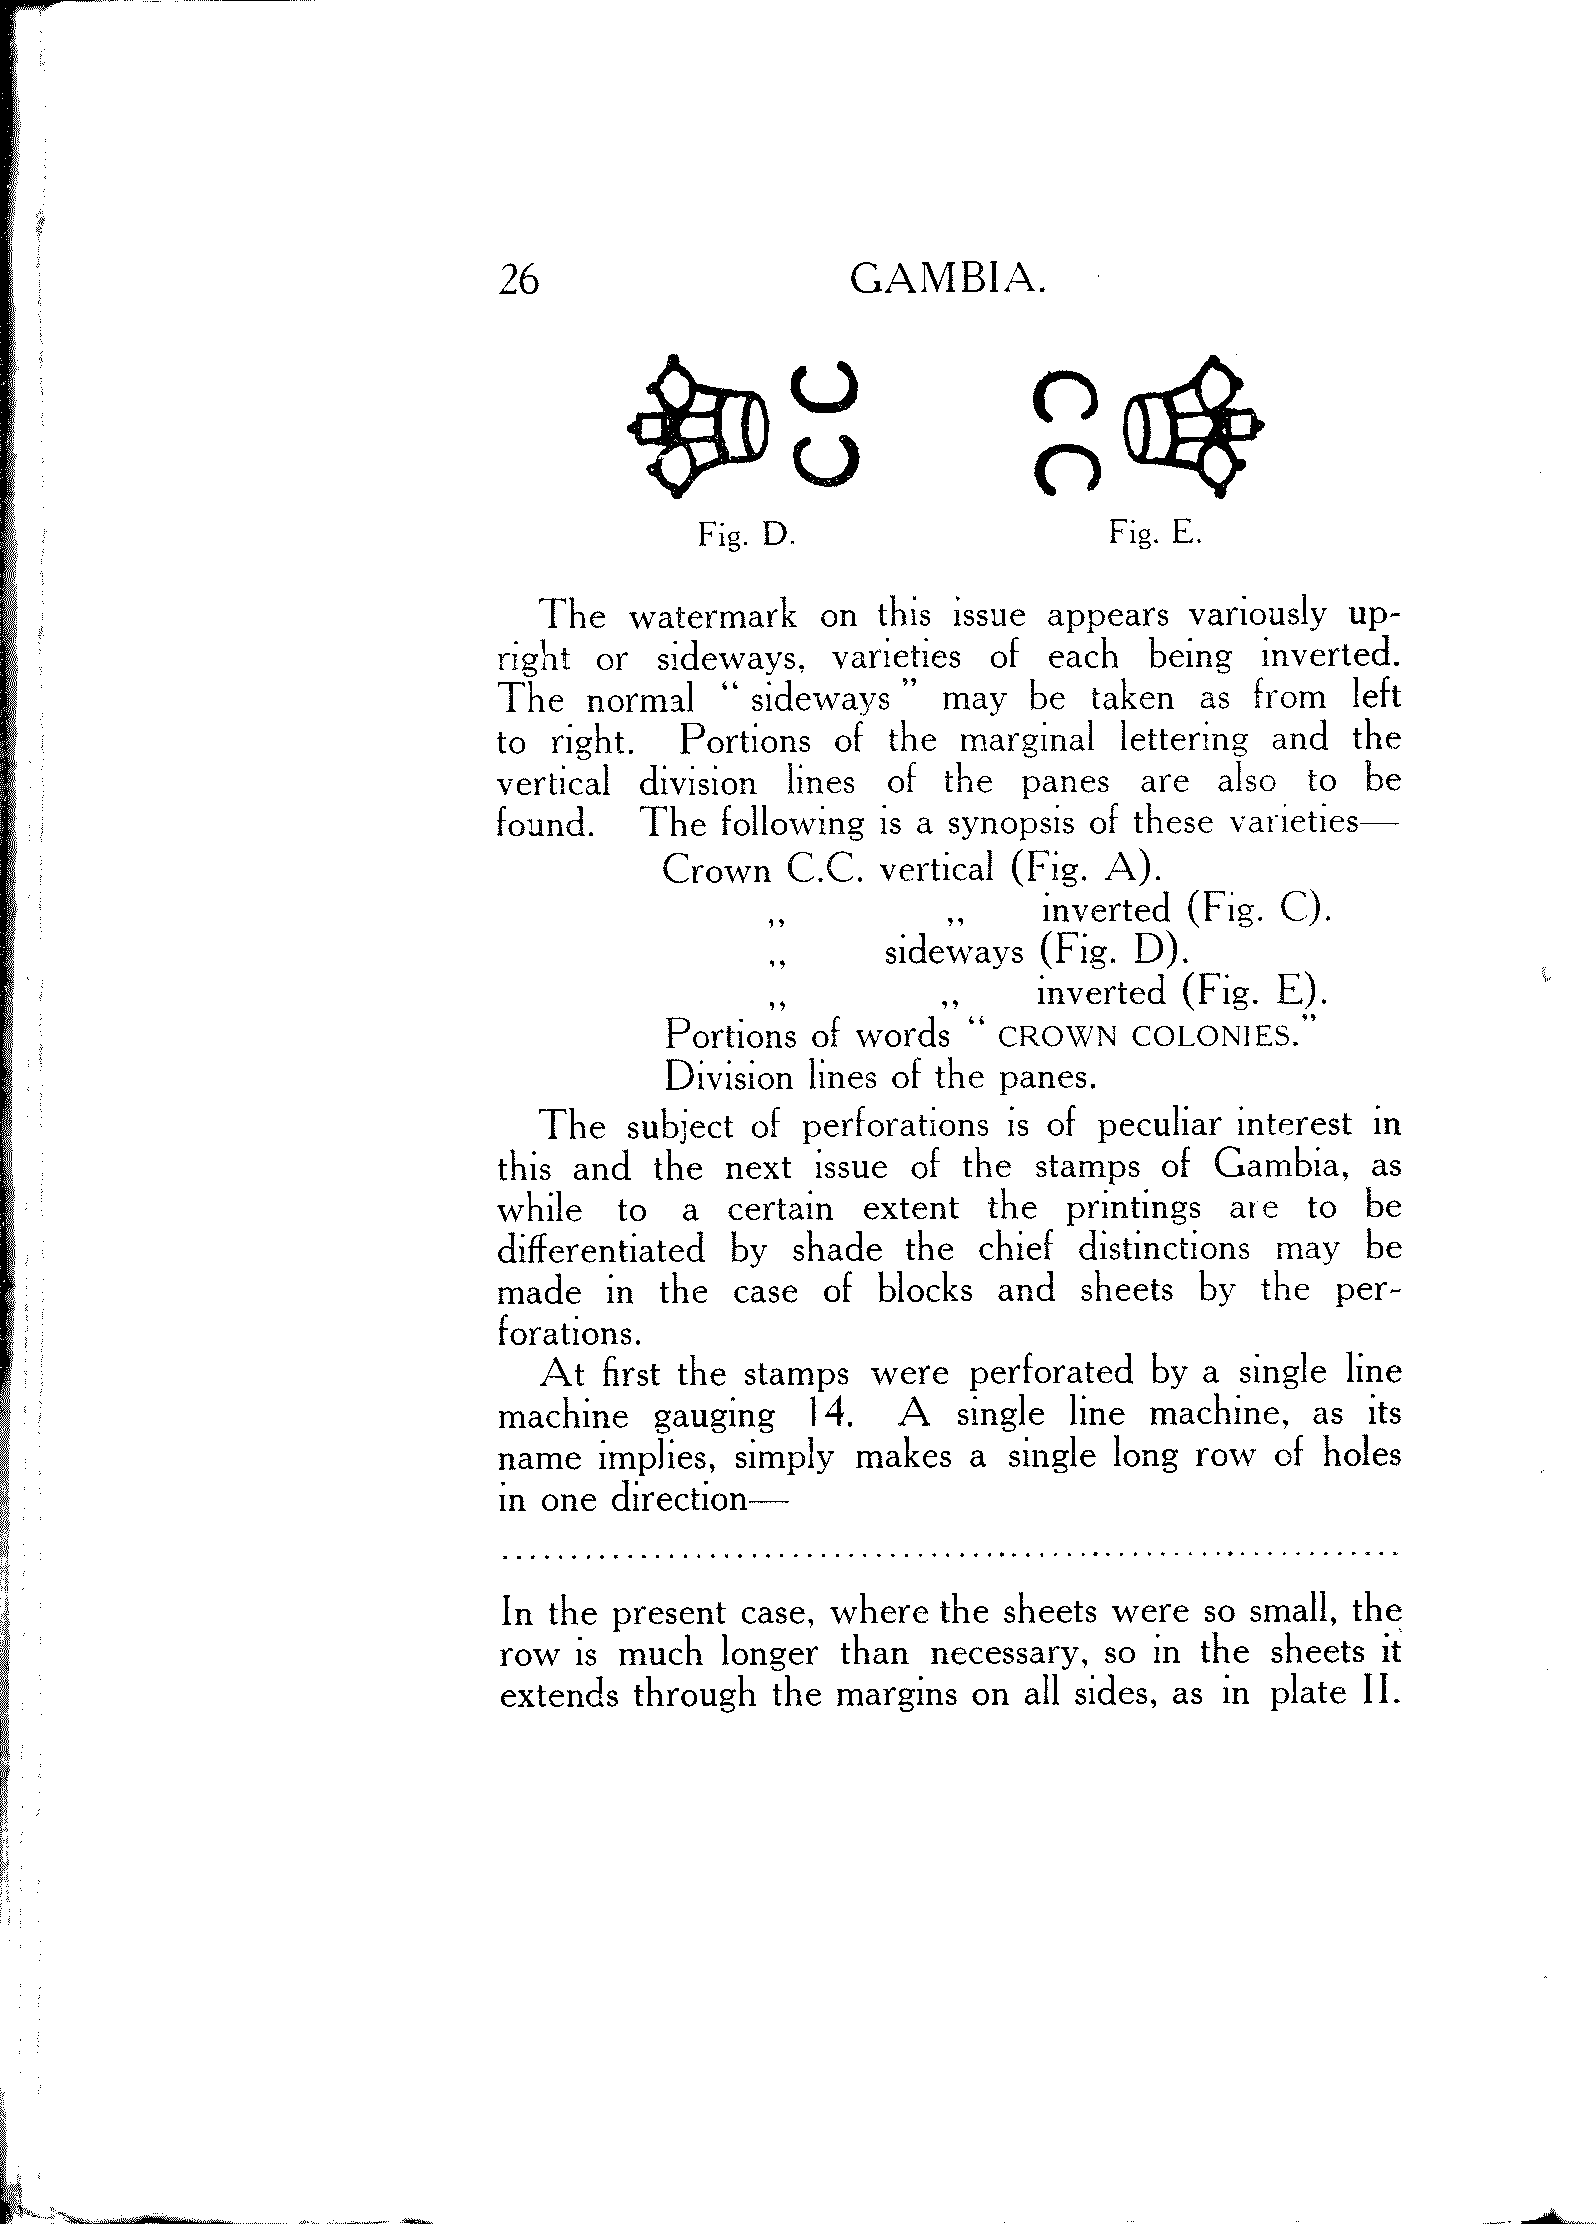 26 GAMBIA.
CC CC
Fig. D. Fig. E.
The watermark on this issue appears variously up-
right or sideways, varieties of each being inverted.
The normal “ sideways ” may be taken as from left
to right. Portions of the marginal lettering and the
vertical division lines of the panes are also to be
found. The following is a synopsis of these varieties—
Crown C.C. vertical (Fig. A).
,, ,, inverted (Fig. C).
,, sideways (Fig. D).
,, ,, inverted (Fig. E).
Portions of words “ CROWN COLONIES.”
Division lines of the panes.
The subject of perforations is of peculiar interest in
this and the next issue of the stamps of Gambia, as
while to a certain extent the printings are to be
differentiated by shade the chief distinctions may be
made in the case of blocks and sheets by the per-
forations.
At first the stamps were perforated by a single line
machine gauging 14. A single line machine, as its
name implies, simply makes a single long row of holes
in one direction—
..................................................................
In the present case, where the sheets were so small, the
row is much longer than necessary, so in the sheets it
extends through the margins on all sides, as in plate II.